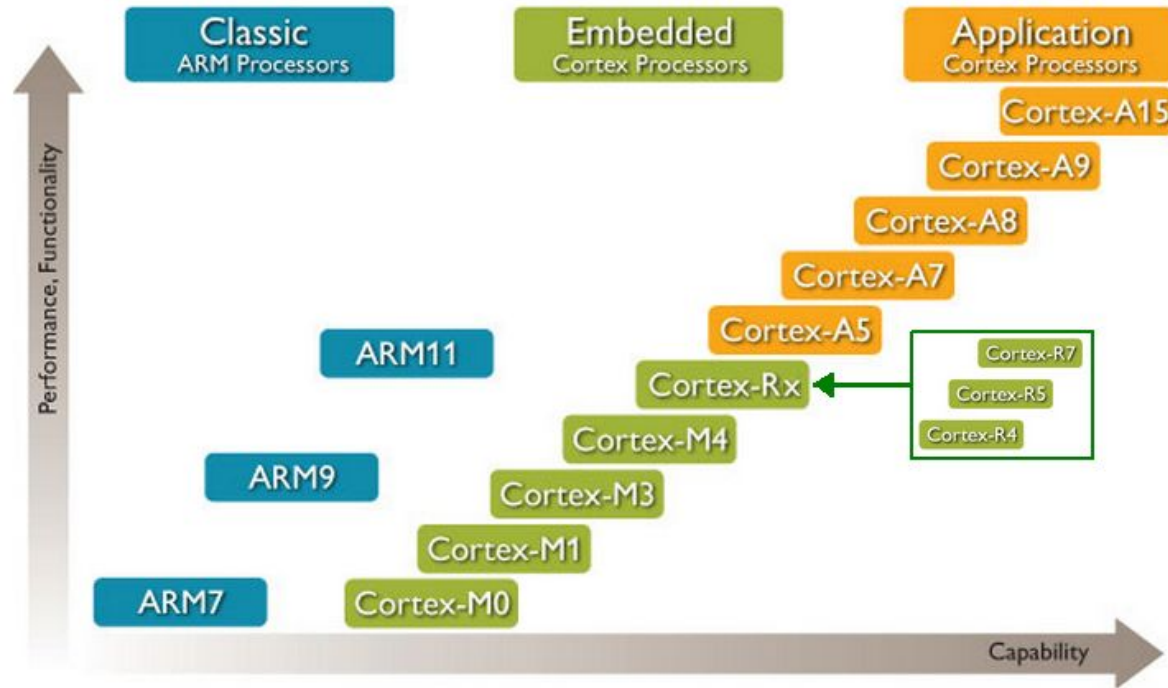 Classic
ARM Processors
Embedded
Cortex Processors
Application
Cortex Processors
Performance, Functionality
Cortex-A15
Cortex-A9
Cortex-A8
Cortex-A7
Cortex-A5
ARM11
Cortex-R7
Cortex-Rx
Cortex-R5
Cortex-M4
Cortex-R4
ARM9
Cortex-M3
Cortex-M1
ARM7
Cortex-M0
Capability